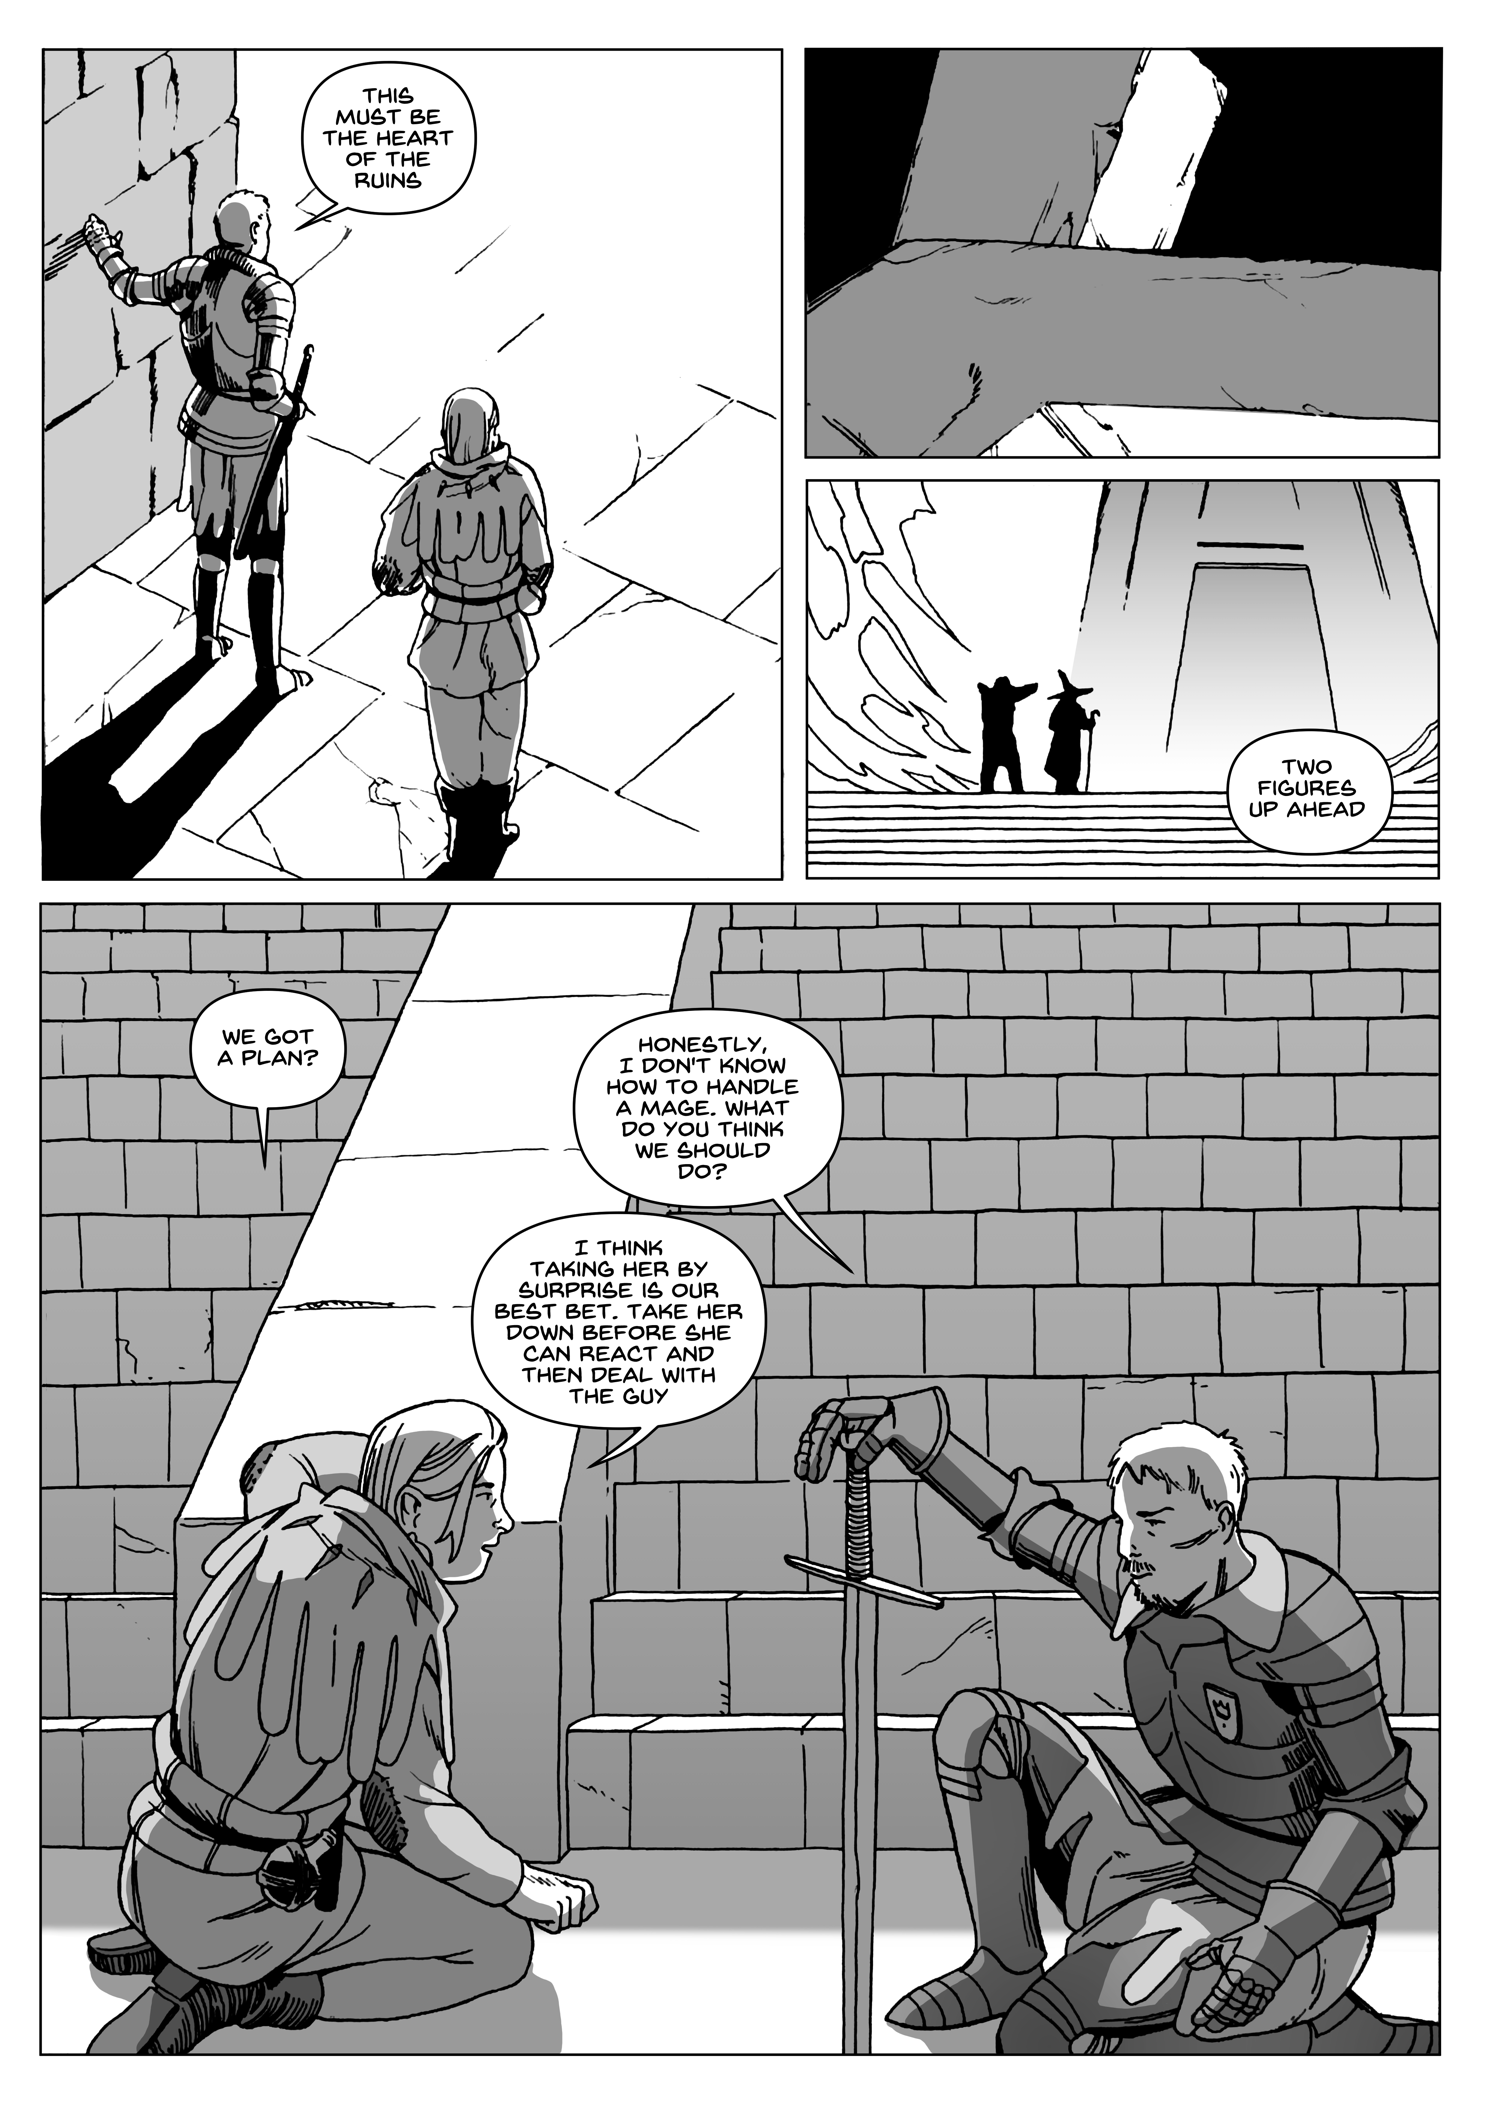 THIS
MUST BE
THE HEART
OF THE
RUINS
TWO
FIGURES
UP AHEAD
WE GOT
A PLAN?
HONESTLY,
I DON'T KNOW
HOW TO HANDLE
A MAGE. WHAT
DO YOU THINK
WE SHOULD
DO?
I THINK
TAKING HER BY
SURPRISE IS OUR
BEST BET. TAKE HER
DOWN BEFORE SHE
CAN REACT AND
THEN DEAL WITH
THE GUY